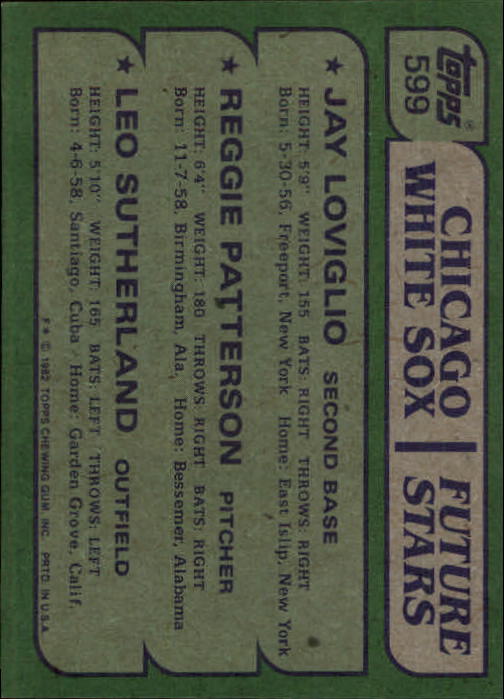 topps®
599
CHICAGO
WHITE SOX
FUTURE
STARS
★ JAY LOVIGLIO SECOND BASE
HEIGHT: 5'9" WEIGHT: 155 BATS: RIGHT THROWS: RIGHT
Born: 5-30-56, Freeport, New York Home: East Islip, New York
★ REGGIE PATTERSON PITCHER
HEIGHT: 6'4" WEIGHT: 180 THROWS: RIGHT BATS: RIGHT
Born: 11-7-58, Birmingham, Ala. Home: Bessemer, Alabama
★ LEO SUTHERLAND OUTFIELD
HEIGHT: 5'10" WEIGHT: 165 BATS: LEFT THROWS: LEFT
Born: 4-6-58, Santiago, Cuba Home: Garden Grove, Calif.
F* © 1982 TOPPS CHEWING GUM, INC. PRTD. IN U.S.A.